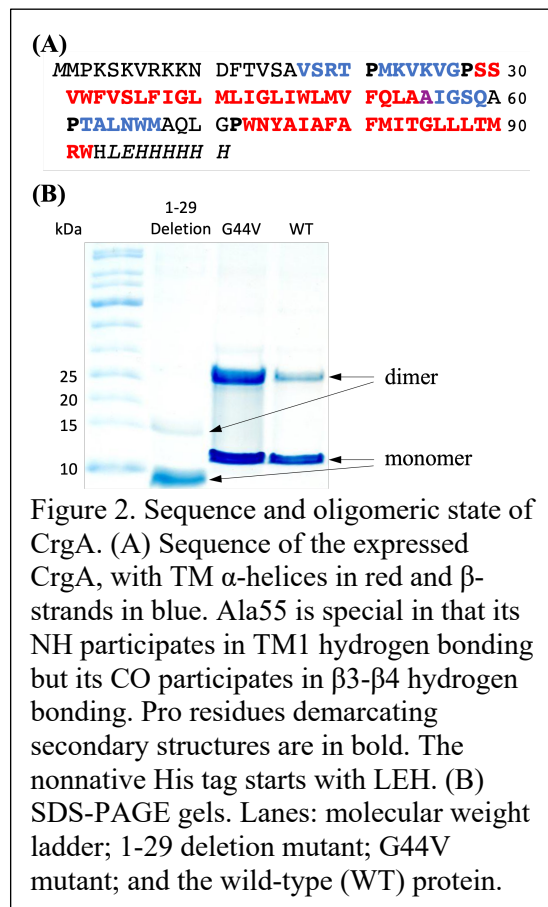 (A)
MMPKSKVRKKN DFTVSAVSRT PMKVKVGPSS 30
VWFVSLFIGL MLIGLIWLMV FQLAAIGSQA 60
PTALNWMAQL GPWNYAIAFA FMITGLLLTM 90
RWHLEHHHHH H
(B)
kDa
1-29
Deletion G44V WT
25
20
15
10
dimer
monomer
Figure 2. Sequence and oligomeric state of
CrgA. (A) Sequence of the expressed
CrgA, with TM α-helices in red and β-
strands in blue. Ala55 is special in that its
NH participates in TM1 hydrogen bonding
but its CO participates in β3-β4 hydrogen
bonding. Pro residues demarcating
secondary structures are in bold. The
nonnative His tag starts with LEH. (B)
SDS-PAGE gels. Lanes: molecular weight
ladder; 1-29 deletion mutant; G44V
mutant; and the wild-type (WT) protein.